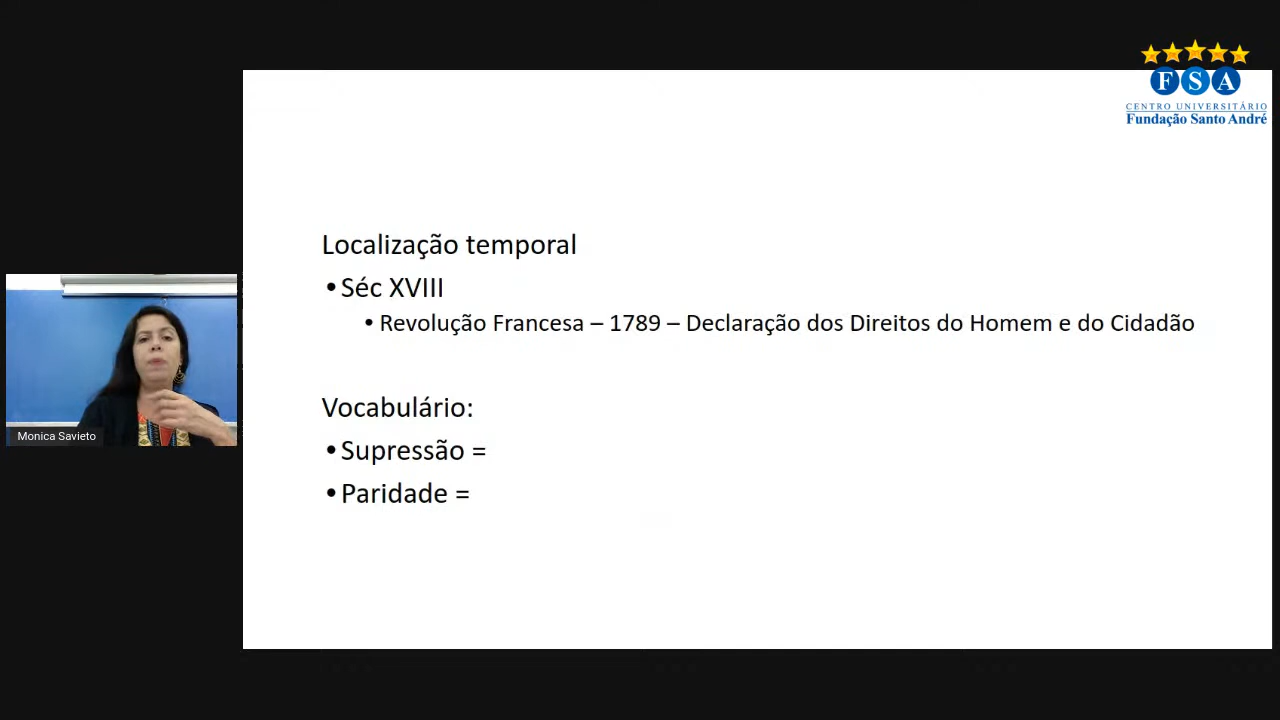 FSA
CENTRO UNIVERSITÁRIO
Fundação Santo André
Localização temporal
•Séc XVIII
• Revolução Francesa – 1789 – Declaração dos Direitos do Homem e do Cidadão
Vocabulário:
•Supressão =
•Paridade =
Monica Savieto